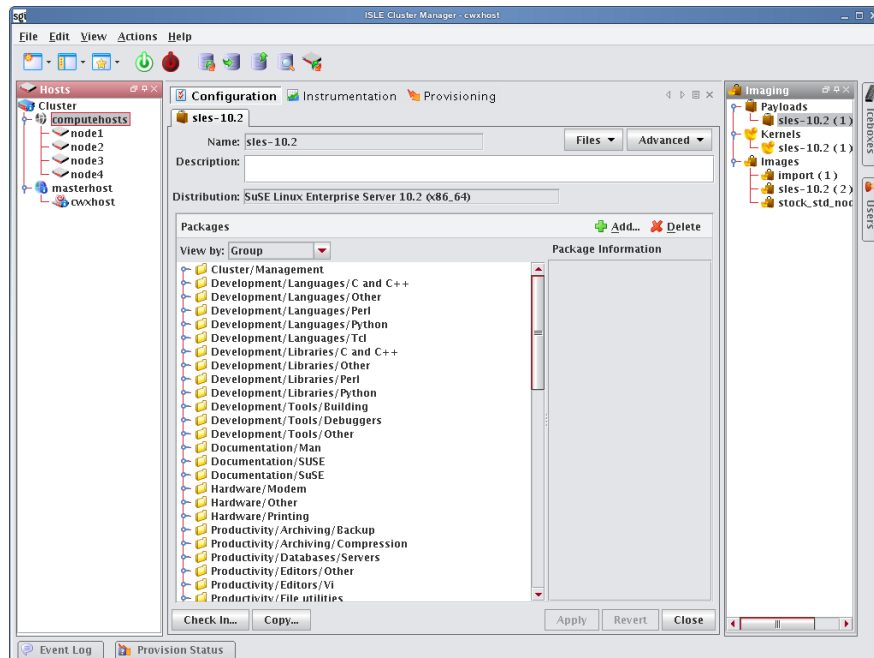 sgi ISLE Cluster Manager - cwxhost
File Edit View Actions Help
Hosts
Cluster
computehosts
node1
node2
node3
node4
masterhost
cwxhost
Configuration Instrumentation Provisioning
sles-10.2
Name: sles-10.2 Files Advanced
Description:
Distribution: SuSE Linux Enterprise Server 10.2 (x86_64)
Packages Add... Delete
View by: Group Package Information
Cluster/Management
Development/Languages/C and C++
Development/Languages/Other
Development/Languages/Perl
Development/Languages/Python
Development/Languages/Tcl
Development/Libraries/C and C++
Development/Libraries/Other
Development/Libraries/Perl
Development/Libraries/Python
Development/Tools/Building
Development/Tools/Debuggers
Development/Tools/Other
Documentation/Man
Documentation/SUSE
Documentation/SuSE
Hardware/Modem
Hardware/Other
Hardware/Printing
Productivity/Archiving/Backup
Productivity/Archiving/Compression
Productivity/Databases/Servers
Productivity/Editors/Other
Productivity/Editors/Vi
Productivity/File utilities
Check In... Copy... Apply Revert Close
Imaging
Payloads
sles-10.2 (1)
Kernels
sles-10.2 (1)
Images
import (1)
sles-10.2 (2)
stock_std_nod
Iceboxes
Users
Event Log Provision Status